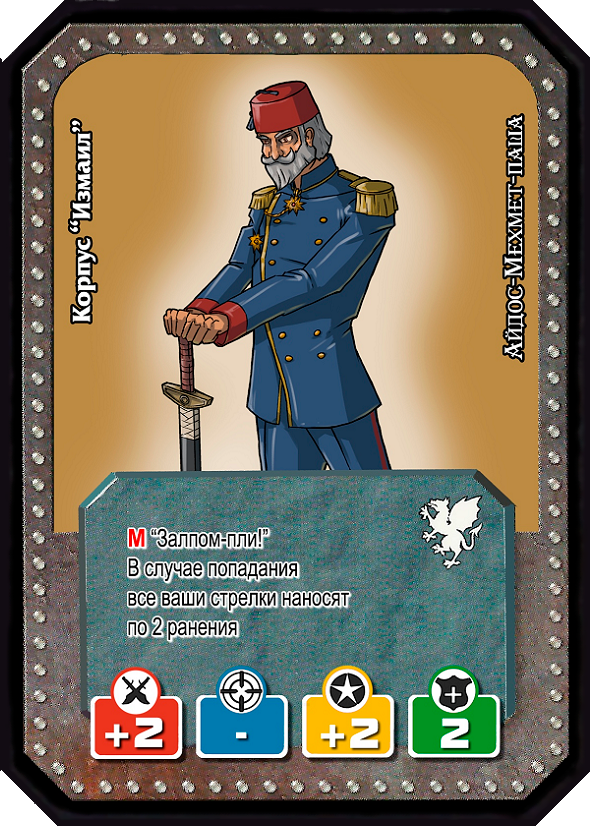 Корпус “Измаил”
Айдос-Мехмет-паша
М “Залпом-пли!”
В случае попадания
все ваши стрелки наносят
по 2 ранения
+2
-
+2
2